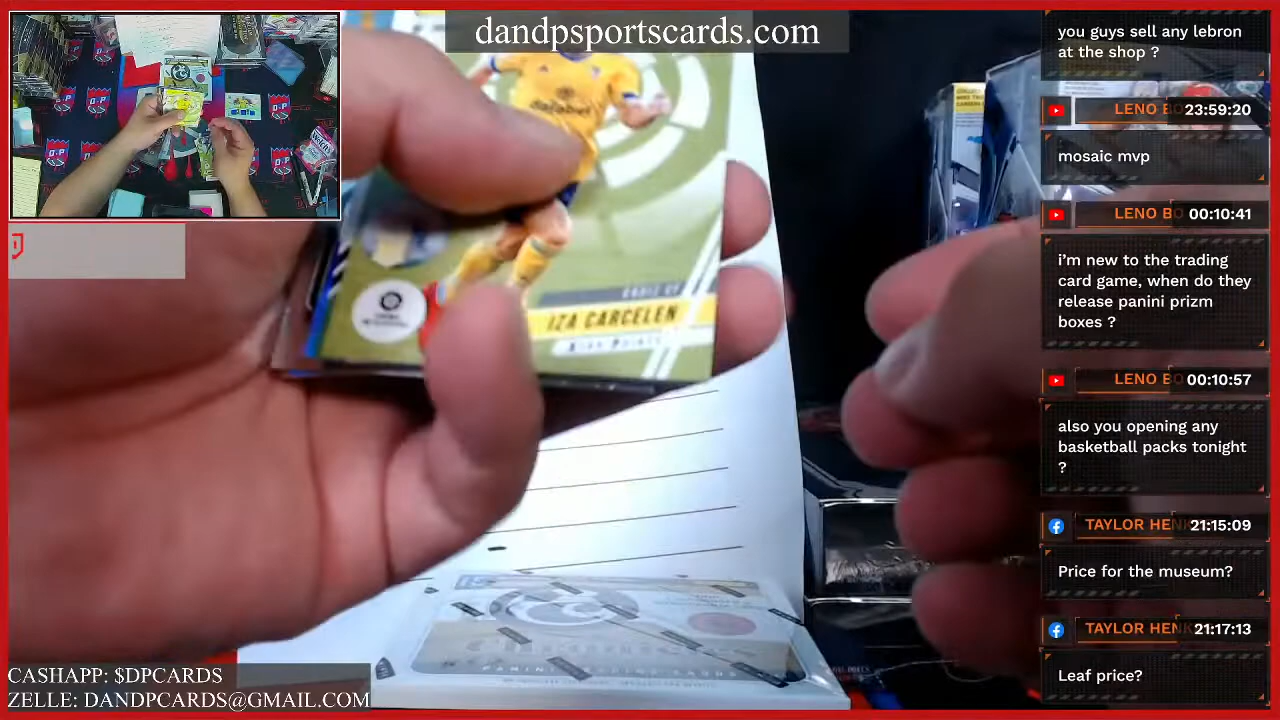 dandpsportscards.com
you guys sell any lebron
at the shop ?
LENO B
23:59:20
mosaic mvp
LENO B
00:10:41
i'm new to the trading
card game, when do they
release panini prizm
boxes ?
LENO B
00:10:57
also you opening any
basketball packs tonight
?
TAYLOR HEN
21:15:09
Price for the museum?
TAYLOR HEN
21:17:13
Leaf price?
CADIZ CF
IZA CARCELEN
CASHAPP: $DPCARDS
ZELLE: DANDPCARDS@GMAIL.COM